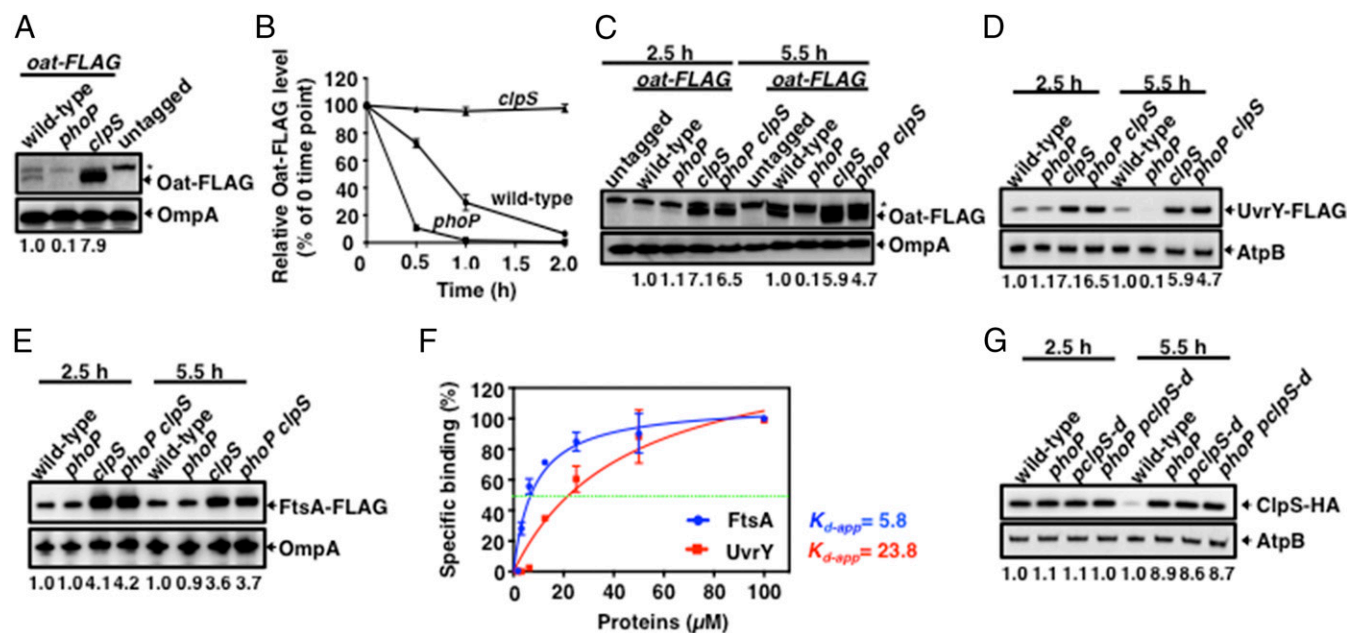 A
oat-FLAG
wild-type
phoP
clpS
untagged
*
Oat-FLAG
OmpA
1.0 0.1 7.9
B
Relative Oat-FLAG level
(% of 0 time point)
120
100
80
60
40
20
0
clpS
wild-type
phoP
0 0.5 1.0 1.5 2.0
Time (h)
C
2.5 h 5.5 h
oat-FLAG oat-FLAG
untagged
wild-type
phoP
clpS
phoP clpS
untagged
wild-type
phoP
clpS
phoP clpS
*
Oat-FLAG
OmpA
1.0 1.1 7.1 6.5 1.0 0.1 5.9 4.7
D
2.5 h 5.5 h
wild-type
phoP
clpS
phoP clpS
wild-type
phoP
clpS
phoP clpS
UvrY-FLAG
AtpB
1.0 1.1 7.1 6.5 1.0 0.1 5.9 4.7
E
2.5 h 5.5 h
wild-type
phoP
clpS
phoP clpS
wild-type
phoP
clpS
phoP clpS
FtsA-FLAG
OmpA
1.0 1.0 4.1 4.2 1.0 0.9 3.6 3.7
F
Specific binding (%)
120
100
80
60
40
20
0
FtsA Kd-app= 5.8
UvrY Kd-app= 23.8
0 20 40 60 80 100
Proteins (µM)
G
2.5 h 5.5 h
wild-type
phoP
pclpS-d
phoP pclpS-d
wild-type
phoP
pclpS-d
phoP pclpS-d
ClpS-HA
AtpB
1.0 1.1 1.1 1.0 1.0 8.9 8.6 8.7